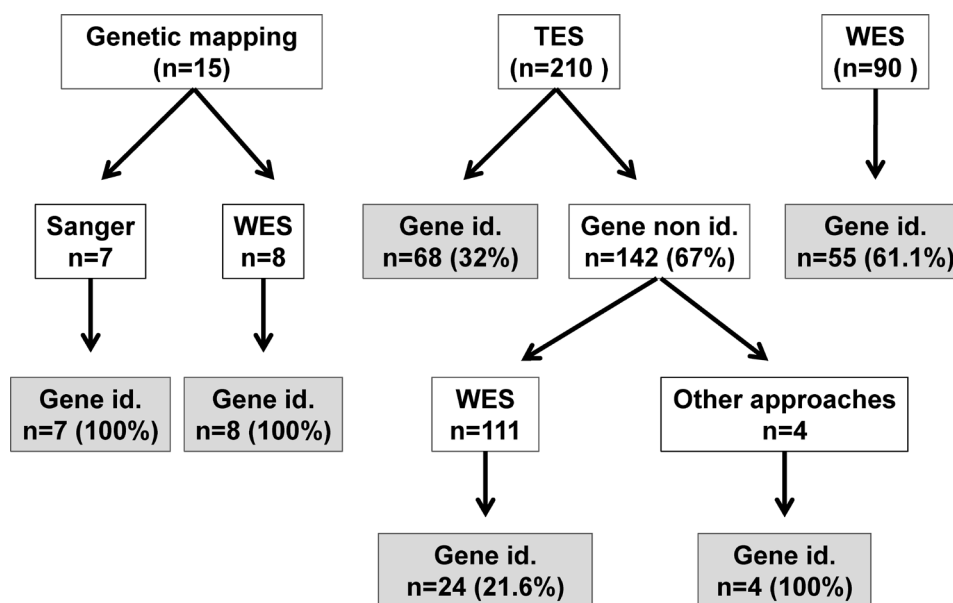 Genetic mapping
(n=15)
TES
(n=210 )
WES
(n=90 )
Sanger
n=7
WES
n=8
Gene id.
n=68 (32%)
Gene non id.
n=142 (67%)
Gene id.
n=55 (61.1%)
Gene id.
n=7 (100%)
Gene id.
n=8 (100%)
WES
n=111
Other approaches
n=4
Gene id.
n=24 (21.6%)
Gene id.
n=4 (100%)